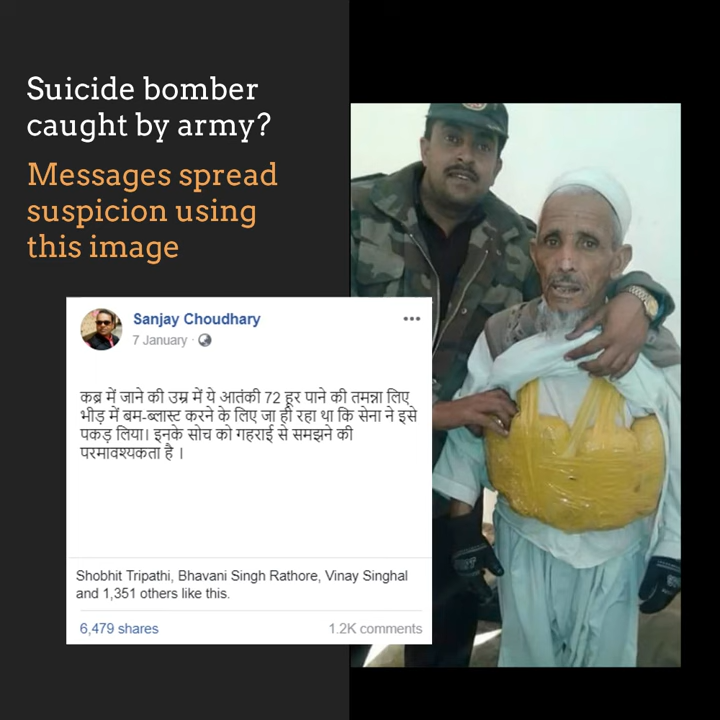 Suicide bomber
caught by army?
Messages spread
suspicion using
this image
Sanjay Choudhary
7 January
कब्र में जाने की उम्र में ये आतंकी 72 हूर पाने की तमन्ना लिए
भीड़ में बम-ब्लास्ट करने के लिए जा ही रहा था कि सेना ने इसे
पकड़ लिया। इनके सोच को गहराई से समझने की
परमावश्यकता है ।
Shobhit Tripathi, Bhavani Singh Rathore, Vinay Singhal
and 1,351 others like this.
6,479 shares 1.2K comments